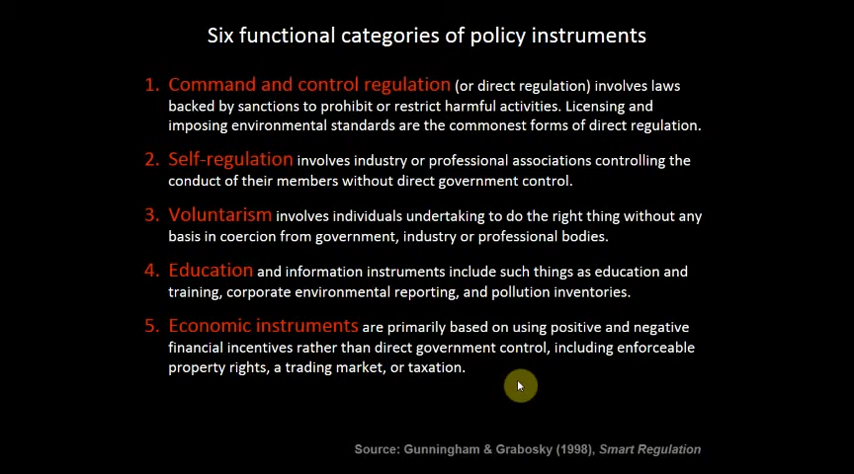 Six functional categories of policy instruments
1. Command and control regulation (or direct regulation) involves laws
backed by sanctions to prohibit or restrict harmful activities. Licensing and
imposing environmental standards are the commonest forms of direct regulation.
2. Self-regulation involves industry or professional associations controlling the
conduct of their members without direct government control.
3. Voluntarism involves individuals undertaking to do the right thing without any
basis in coercion from government, industry or professional bodies.
4. Education and information instruments include such things as education and
training, corporate environmental reporting, and pollution inventories.
5. Economic instruments are primarily based on using positive and negative
financial incentives rather than direct government control, including enforceable
property rights, a trading market, or taxation.
Source: Gunningham & Grabosky (1998), Smart Regulation